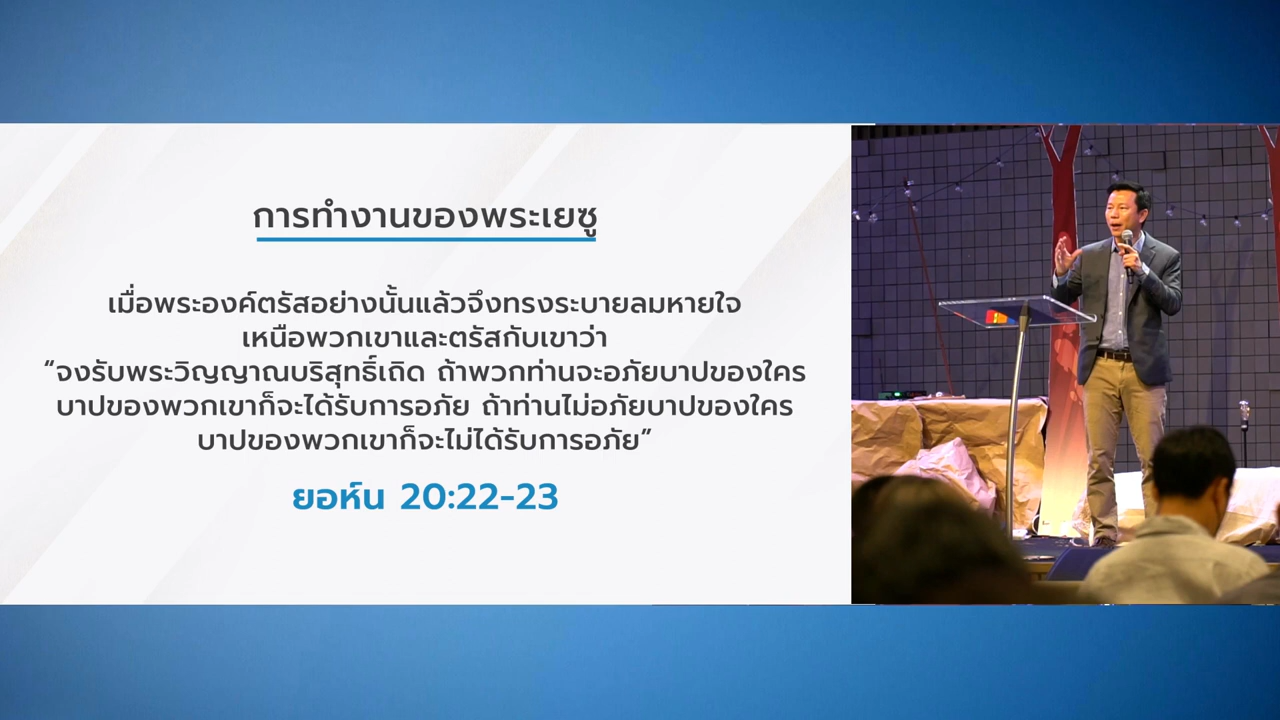 การทำงานของพระเยซู
เมื่อพระองค์ตรัสอย่างนั้นแล้วจึงทรงระบายลมหายใจ
เหนือพวกเขาและตรัสกับเขาว่า
“จงรับพระวิญญาณบริสุทธิ์เถิด ถ้าพวกท่านจะอภัยบาปของใคร
บาปของพวกเขาก็จะได้รับการอภัย ถ้าท่านไม่อภัยบาปของใคร
บาปของพวกเขาก็จะไม่ได้รับการอภัย”
ยอห์น 20:22-23